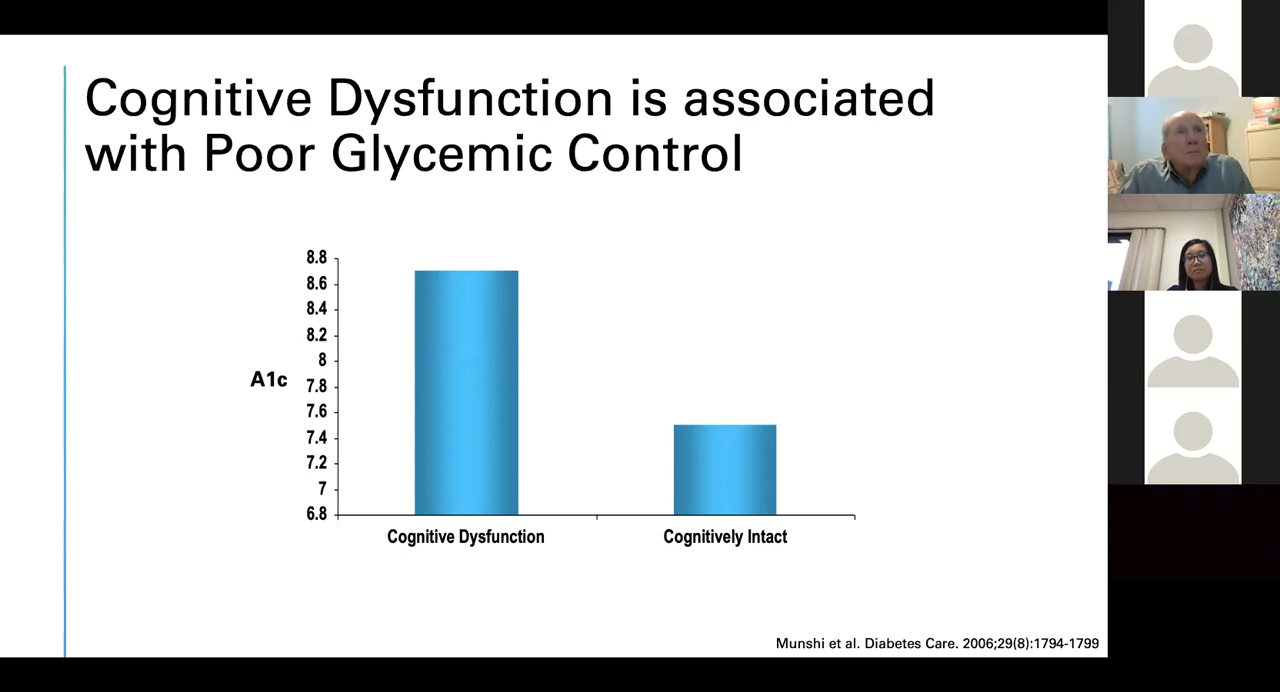 Cognitive Dysfunction is associated
with Poor Glycemic Control
8.8
8.6
8.4
8.2
8
A1c
7.8
7.6
7.4
7.2
7
6.8
Cognitive Dysfunction
Cognitively Intact
Munshi et al. Diabetes Care. 2006;29(8):1794-1799